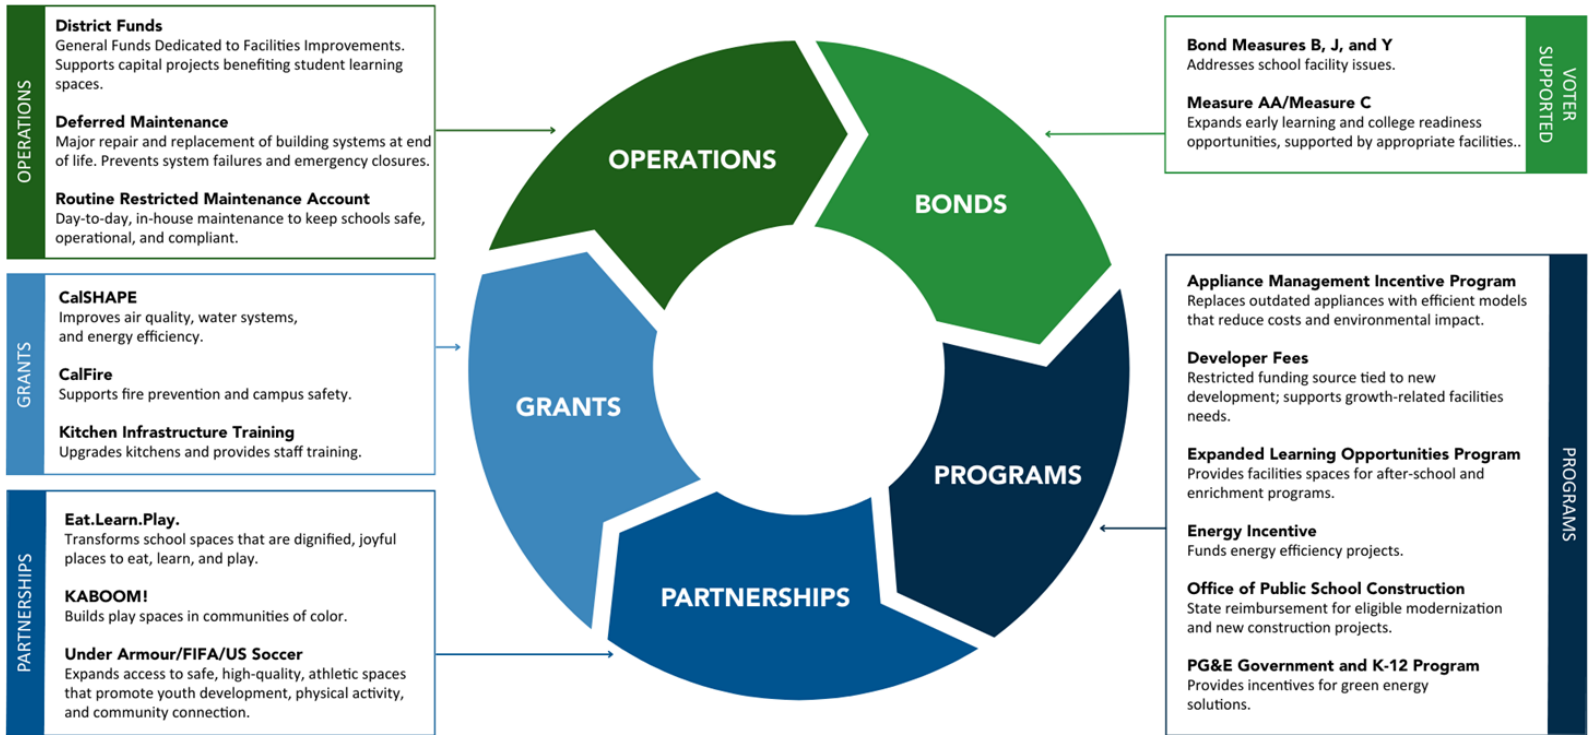 OPERATIONS
District Funds
General Funds Dedicated to Facilities Improvements.
Supports capital projects benefiting student learning
spaces.
Deferred Maintenance
Major repair and replacement of building systems at end
of life. Prevents system failures and emergency closures.
Routine Restricted Maintenance Account
Day-to-day, in-house maintenance to keep schools safe,
operational, and compliant.
GRANTS
CalSHAPE
Improves air quality, water systems,
and energy efficiency.
CalFire
Supports fire prevention and campus safety.
Kitchen Infrastructure Training
Upgrades kitchens and provides staff training.
PARTNERSHIPS
Eat.Learn.Play.
Transforms school spaces that are dignified, joyful
places to eat, learn, and play.
KABOOM!
Builds play spaces in communities of color.
Under Armour/FIFA/US Soccer
Expands access to safe, high-quality, athletic spaces
that promote youth development, physical activity,
and community connection.
OPERATIONS
BONDS
GRANTS
PROGRAMS
PARTNERSHIPS
Bond Measures B, J, and Y
Addresses school facility issues.
Measure AA/Measure C
Expands early learning and college readiness
opportunities, supported by appropriate facilities..
VOTER
SUPPORTED
Appliance Management Incentive Program
Replaces outdated appliances with efficient models
that reduce costs and environmental impact.
Developer Fees
Restricted funding source tied to new
development; supports growth-related facilities
needs.
Expanded Learning Opportunities Program
Provides facilities spaces for after-school and
enrichment programs.
Energy Incentive
Funds energy efficiency projects.
Office of Public School Construction
State reimbursement for eligible modernization
and new construction projects.
PG&E Government and K-12 Program
Provides incentives for green energy
solutions.
PROGRAMS